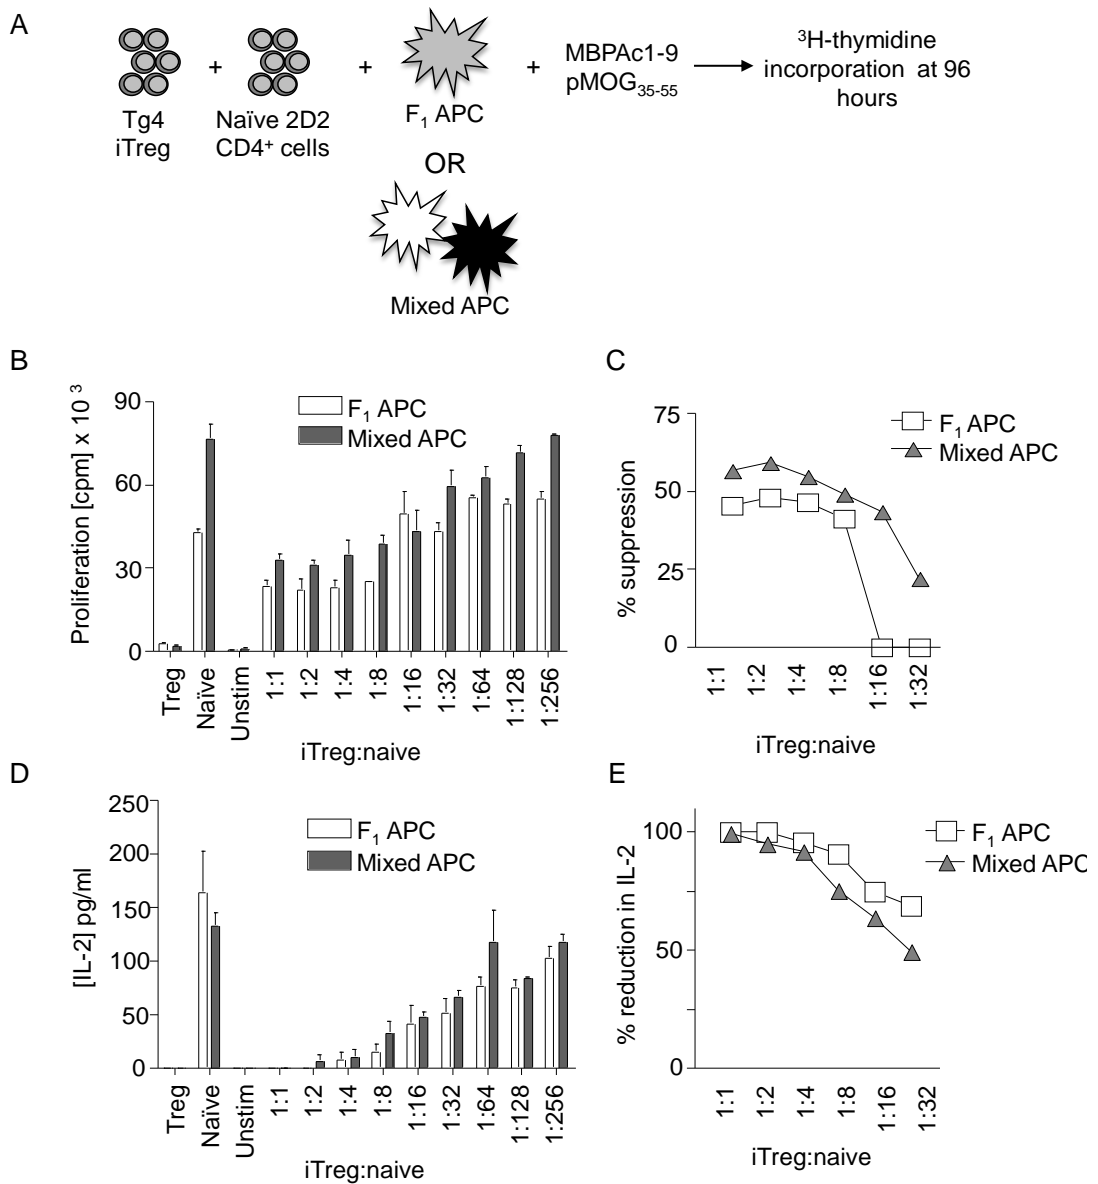 A
+
+
+
Tg4
iTreg
Naïve 2D2
CD4⁺ cells
F₁ APC
OR
Mixed APC
MBPAc1-9
pMOG₃₅₋₅₅
³H-thymidine
incorporation at 96
hours
B
Proliferation [cpm] x 10³
90
60
30
0
F₁ APC
Mixed APC
Treg
Naïve
Unstim
1:1
1:2
1:4
1:8
1:16
1:32
1:64
1:128
1:256
iTreg:naive
C
% suppression
75
50
25
0
F₁ APC
Mixed APC
1:1
1:2
1:4
1:8
1:16
1:32
iTreg:naive
D
[IL-2] pg/ml
250
200
150
100
50
0
F₁ APC
Mixed APC
Treg
Naïve
Unstim
1:1
1:2
1:4
1:8
1:16
1:32
1:64
1:128
1:256
iTreg:naive
E
% reduction in IL-2
100
50
0
F₁ APC
Mixed APC
1:1
1:2
1:4
1:8
1:16
1:32
iTreg:naive